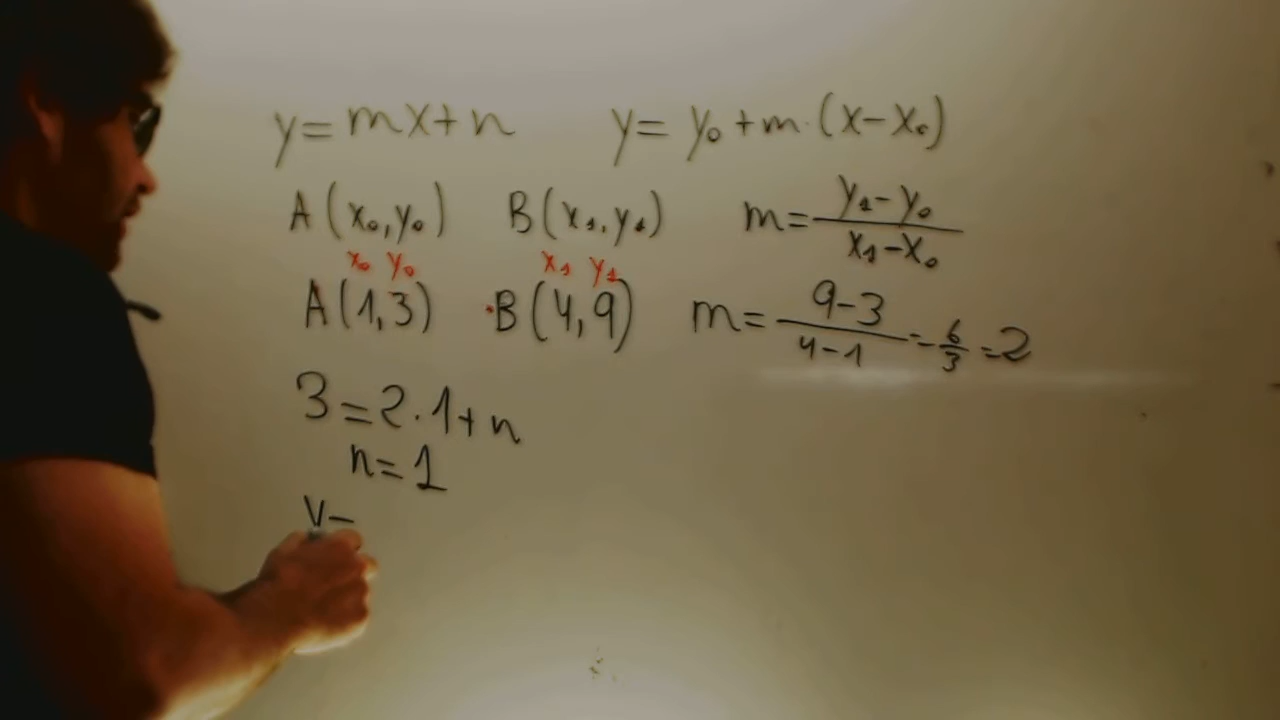 y = mx + n y = y₀ + m · (x − x₀)
A (x₀, y₀) B (x₁, y₁) m = (y₁ − y₀)/(x₁ − x₀)
x₀ y₀ x₁ y₁
A (1, 3) B (4, 9) m = (9 − 3)/(4 − 1) = 6/3 = 2
3 = 2 · 1 + n
n = 1
y =